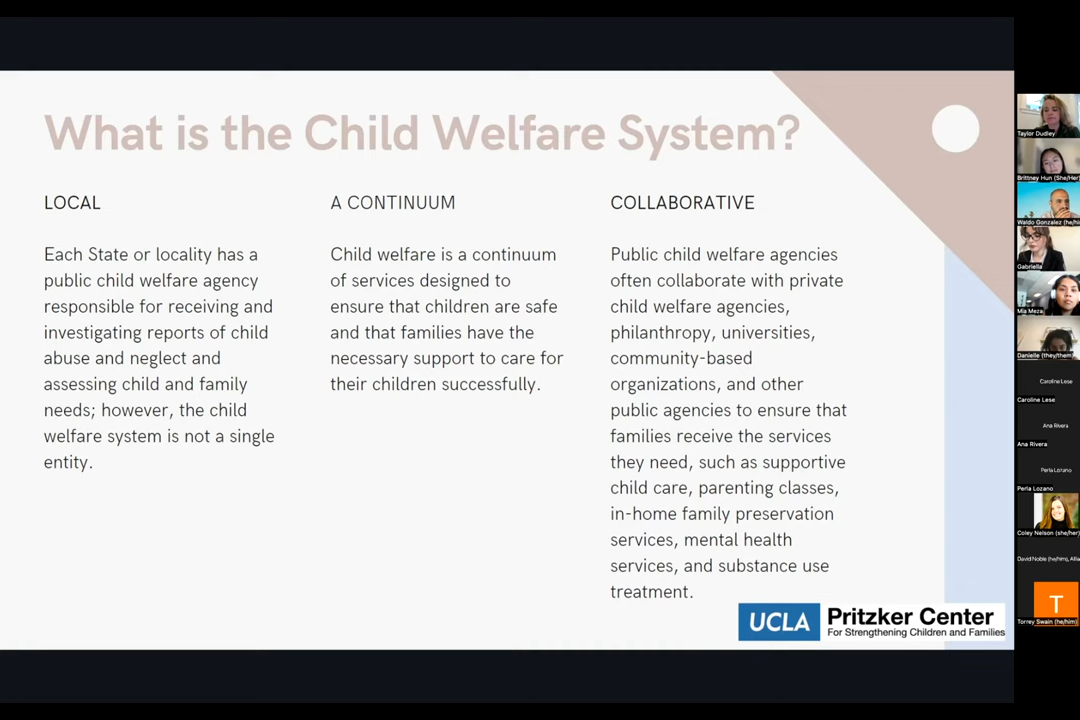 What is the Child Welfare System?
LOCAL
Each State or locality has a
public child welfare agency
responsible for receiving and
investigating reports of child
abuse and neglect and
assessing child and family
needs; however, the child
welfare system is not a single
entity.
A CONTINUUM
Child welfare is a continuum
of services designed to
ensure that children are safe
and that families have the
necessary support to care for
their children successfully.
COLLABORATIVE
Public child welfare agencies
often collaborate with private
child welfare agencies,
philanthropy, universities,
community-based
organizations, and other
public agencies to ensure that
families receive the services
they need, such as supportive
child care, parenting classes,
in-home family preservation
services, mental health
services, and substance use
treatment.
UCLA
Pritzker Center
For Strengthening Children and Families
Taylor Dudley
Brittney Hun (She/Her)
Waldo Gonzalez (he/hi
Gabriella
Mia Meza
Danielle (they/them)
Caroline Lese
Caroline Lese
Ana Rivera
Ana Rivera
Perla Lozano
Perla Lozano
Coley Nelson (she/her)
David Noble (he/him), Allia
T
Torrey Swain (he/him)